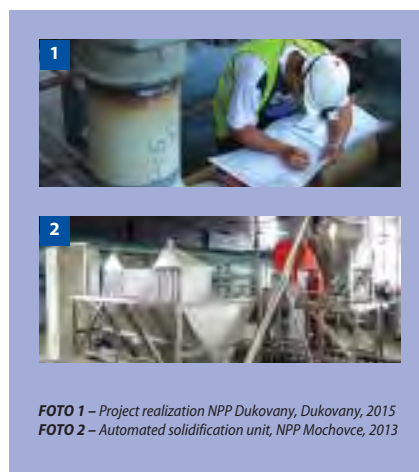 1
2
FOTO 1 – Project realization NPP Dukovany, Dukovany, 2015
FOTO 2 – Automated solidification unit, NPP Mochovce, 2013